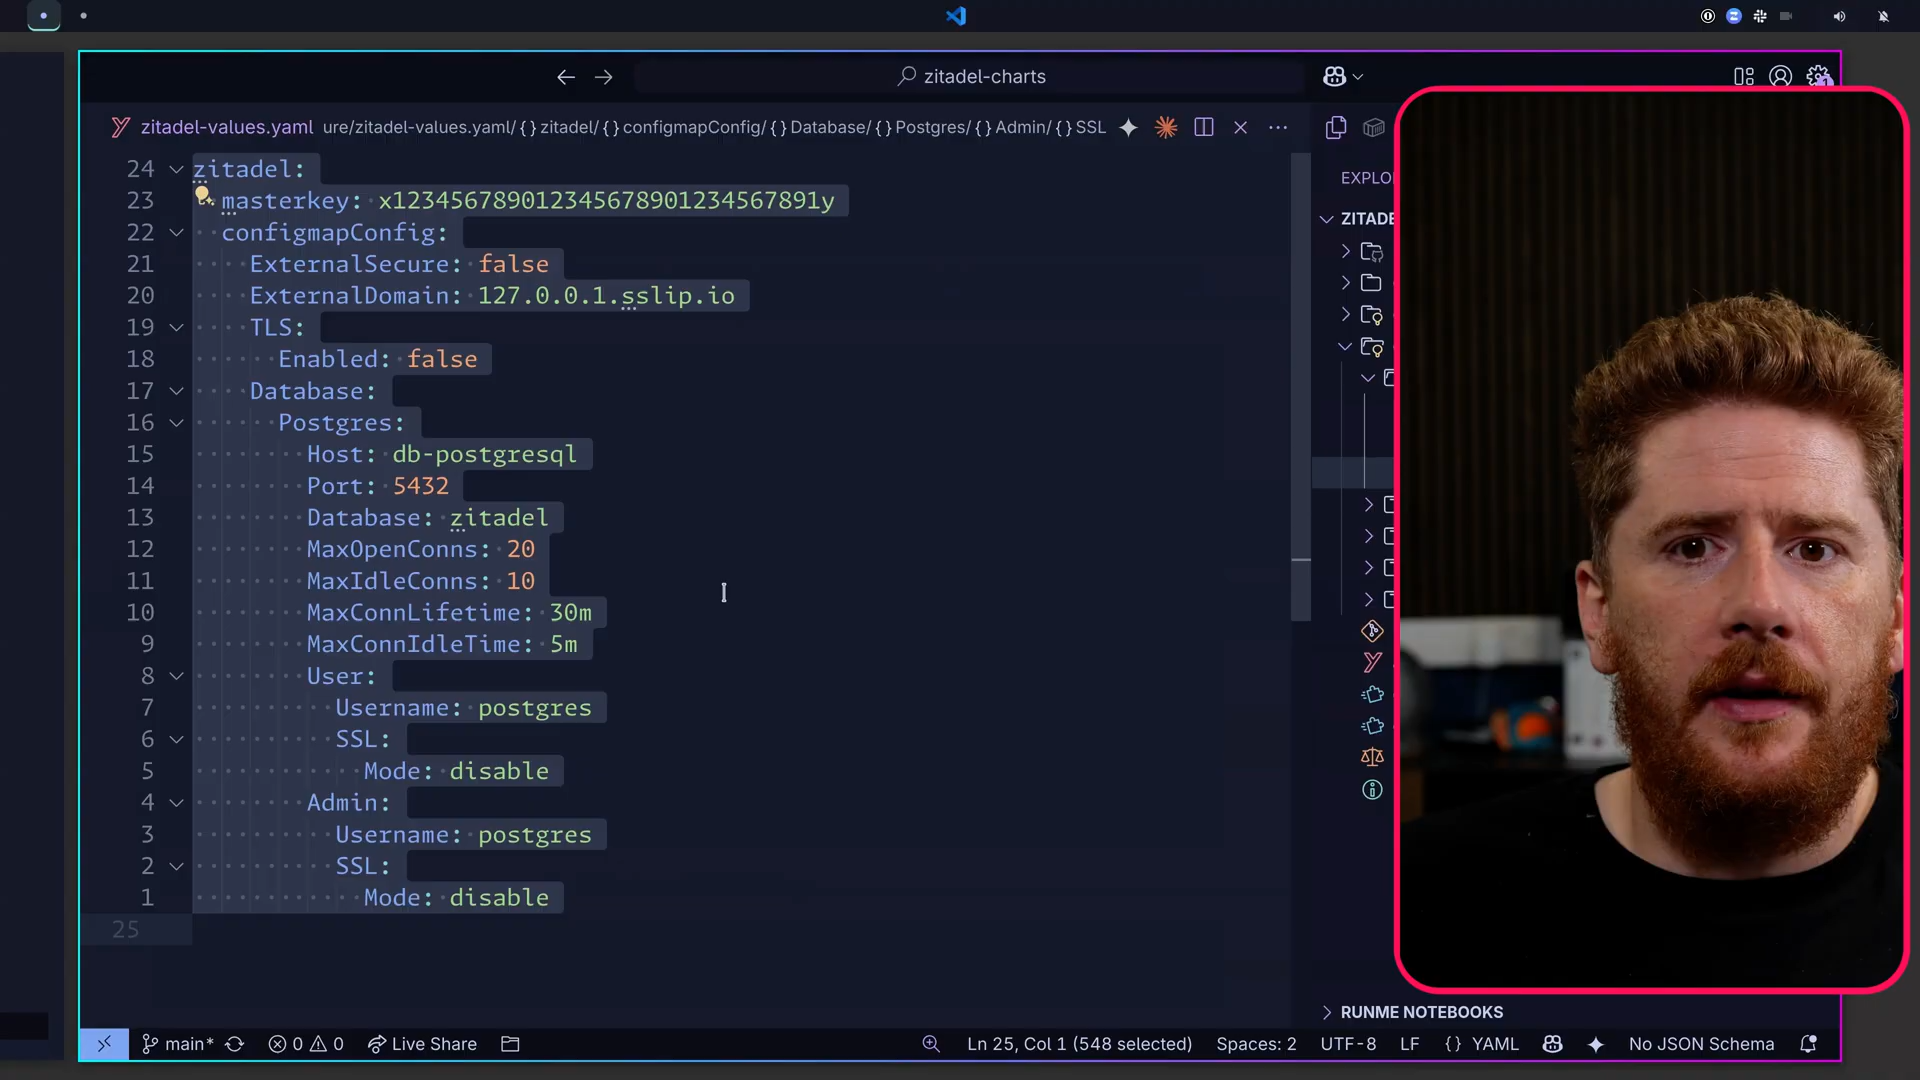 zitadel-charts
zitadel-values.yaml ure/zitadel-values.yaml/ {} zitadel/ {} configmapConfig/ {} Database/ {} Postgres/ {} Admin/ {} SSL
24 zitadel:
23 masterkey: x123456789012345678901234567891y
22 configmapConfig:
21 ExternalSecure: false
20 ExternalDomain: 127.0.0.1.sslip.io
19 TLS:
18 Enabled: false
17 Database:
16 Postgres:
15 Host: db-postgresql
14 Port: 5432
13 Database: zitadel
12 MaxOpenConns: 20
11 MaxIdleConns: 10
10 MaxConnLifetime: 30m
9 MaxConnIdleTime: 5m
8 User:
7 Username: postgres
6 SSL:
5 Mode: disable
4 Admin:
3 Username: postgres
2 SSL:
1 Mode: disable
25
EXPLO
ZITADE
RUNME NOTEBOOKS
main* 0 0 Live Share Ln 25, Col 1 (548 selected) Spaces: 2 UTF-8 LF {} YAML No JSON Schema